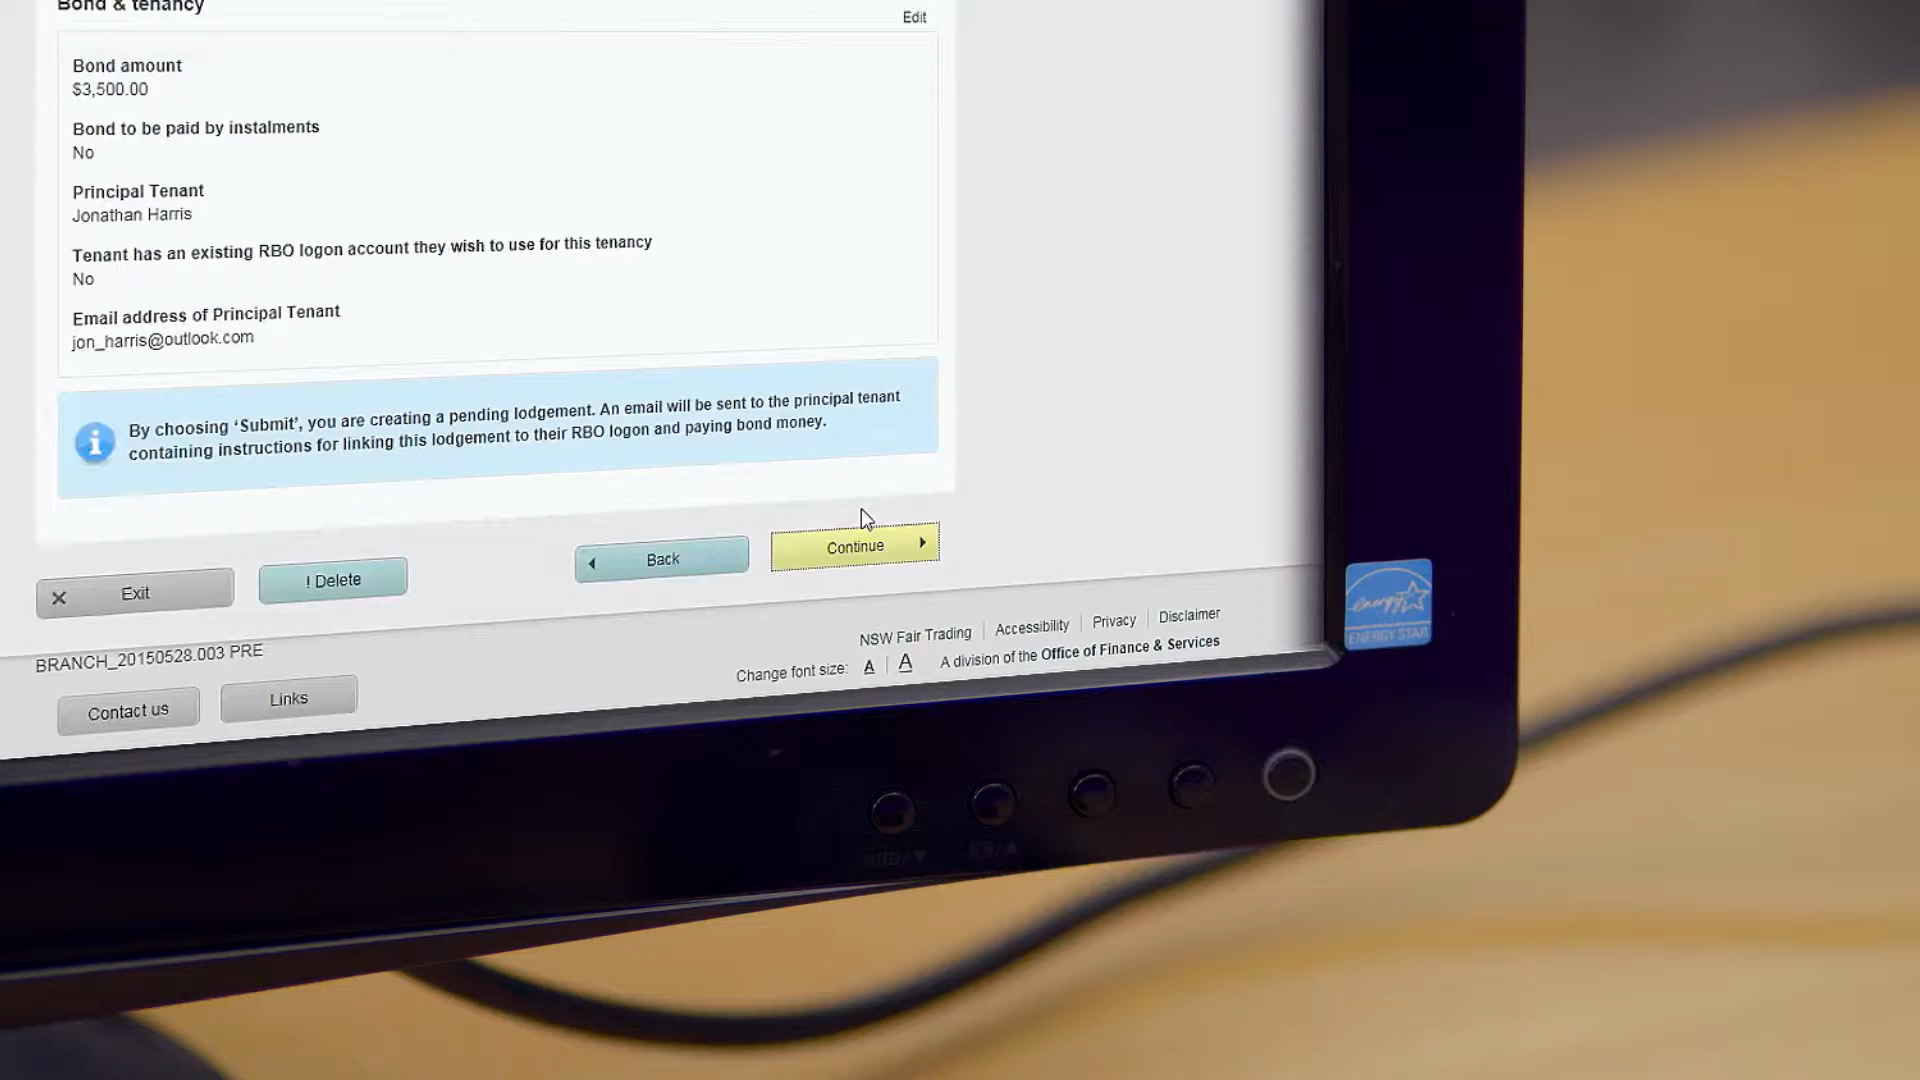 Bond & tenancy
Edit
Bond amount
$3,500.00
Bond to be paid by instalments
No
Principal Tenant
Jonathan Harris
Tenant has an existing RBO logon account they wish to use for this tenancy
No
Email address of Principal Tenant
jon_harris@outlook.com
By choosing ‘Submit’, you are creating a pending lodgement. An email will be sent to the principal tenant
containing instructions for linking this lodgement to their RBO logon and paying bond money.
Exit
! Delete
Back
Continue
BRANCH_20150528.003 PRE
NSW Fair Trading
Accessibility
Privacy
Disclaimer
Change font size: A A
A division of the Office of Finance & Services
Contact us
Links
energy
ENERGY STAR